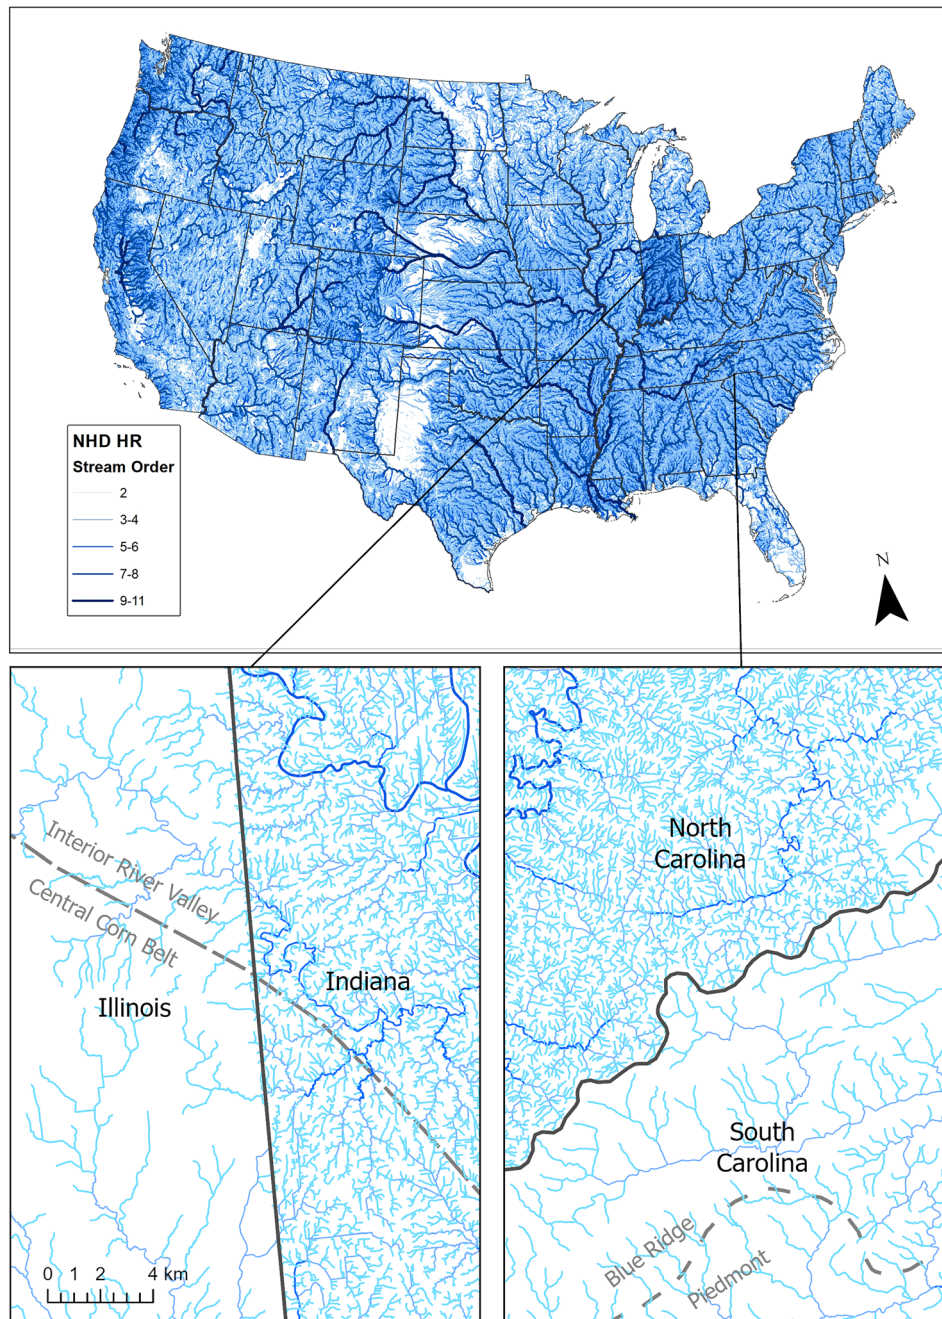 NHD HR
Stream Order
2
3-4
5-6
7-8
9-11
N
Interior River Valley
Central Corn Belt
Illinois
Indiana
0 1 2 4 km
North
Carolina
South
Carolina
Blue Ridge
Piedmont